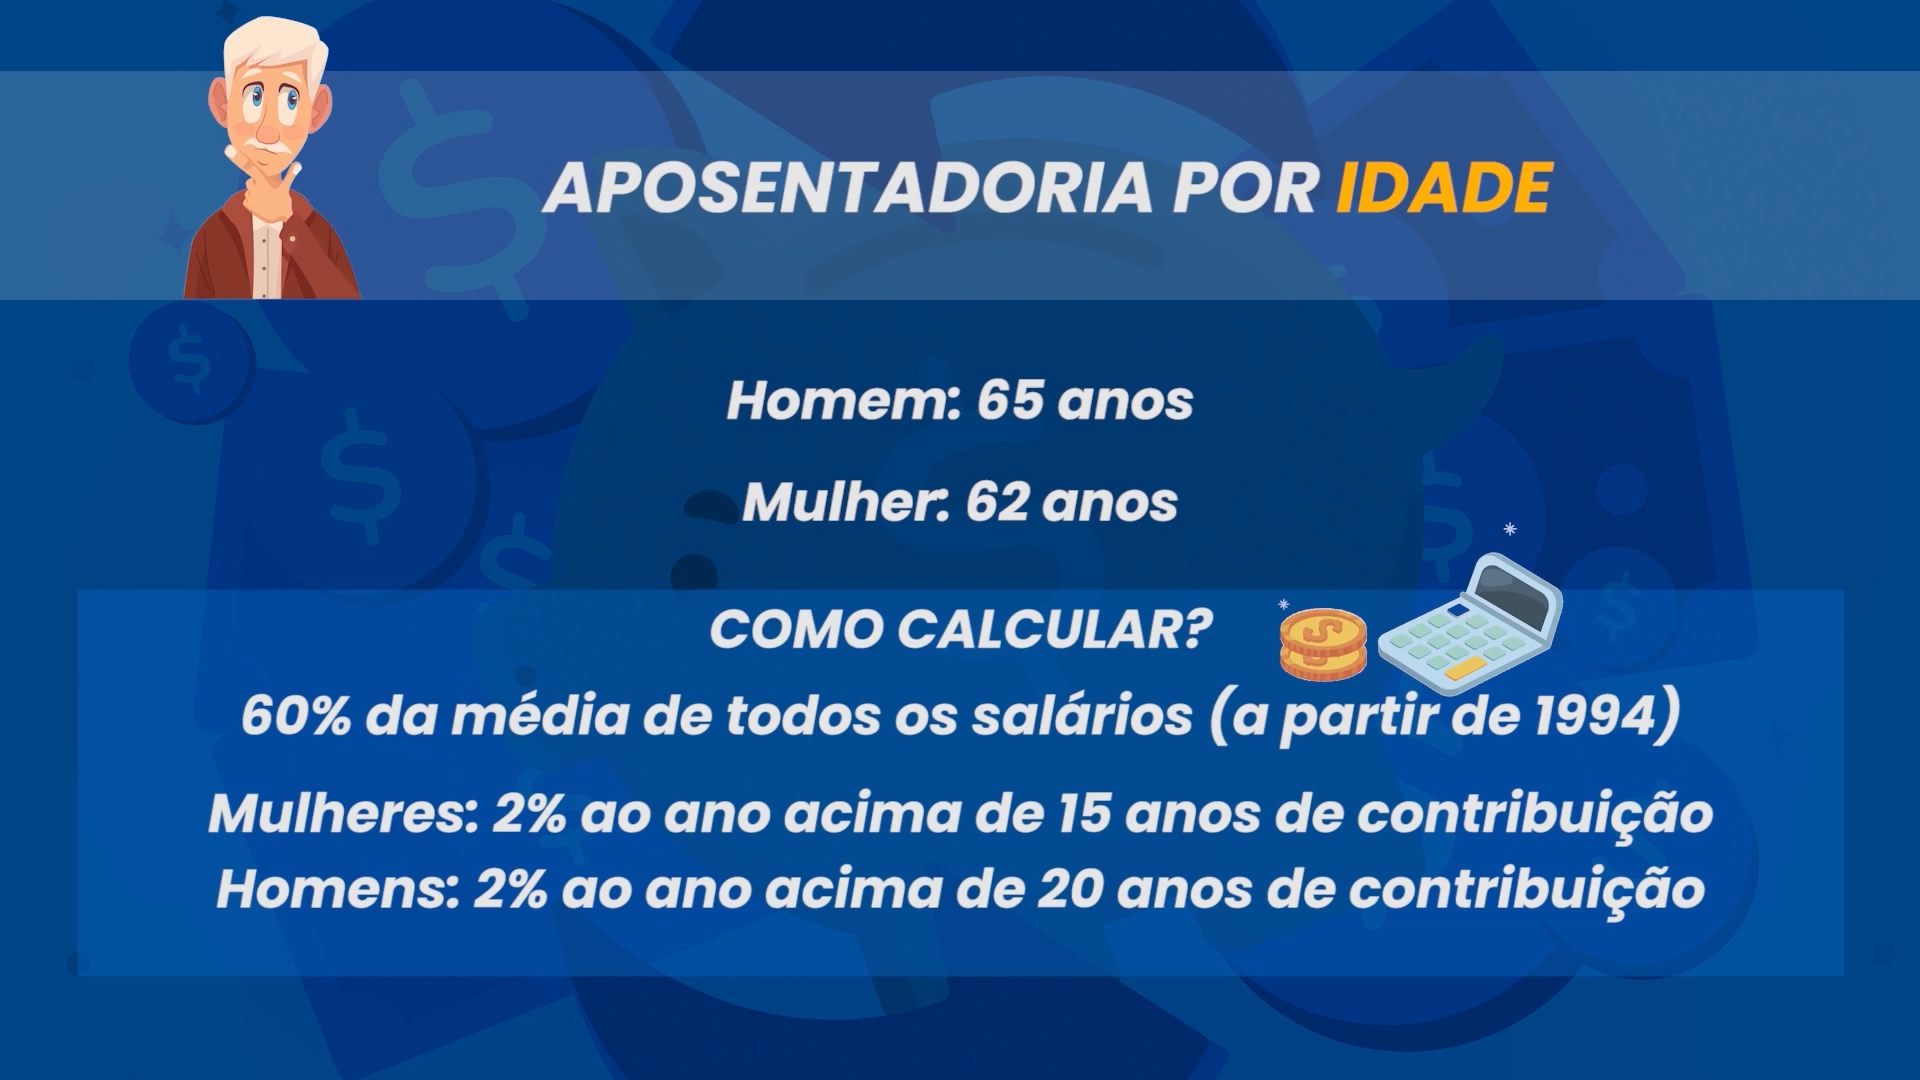 APOSENTADORIA POR IDADE
Homem: 65 anos
Mulher: 62 anos
COMO CALCULAR?
60% da média de todos os salários (a partir de 1994)
Mulheres: 2% ao ano acima de 15 anos de contribuição
Homens: 2% ao ano acima de 20 anos de contribuição